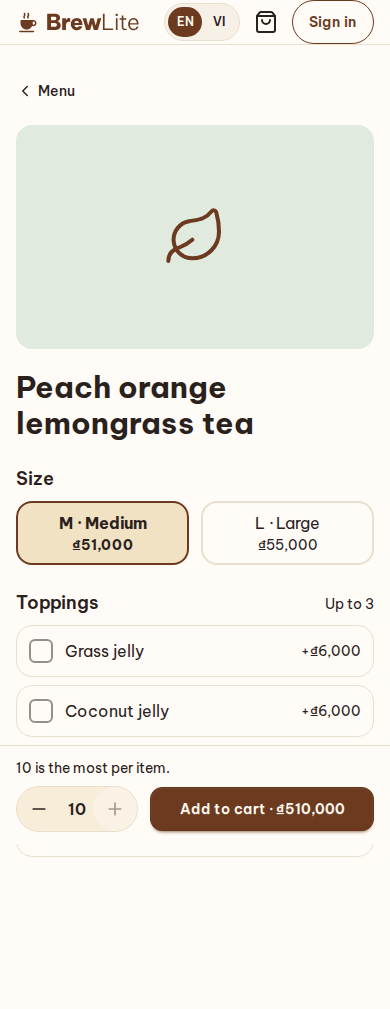 BrewLite
EN
VI
Sign in
Menu
Peach orange
lemongrass tea
Size
M · Medium
₫51,000
L · Large
₫55,000
Toppings
Up to 3
Grass jelly
+₫6,000
Coconut jelly
+₫6,000
10 is the most per item.
− 10 +
Add to cart · ₫510,000